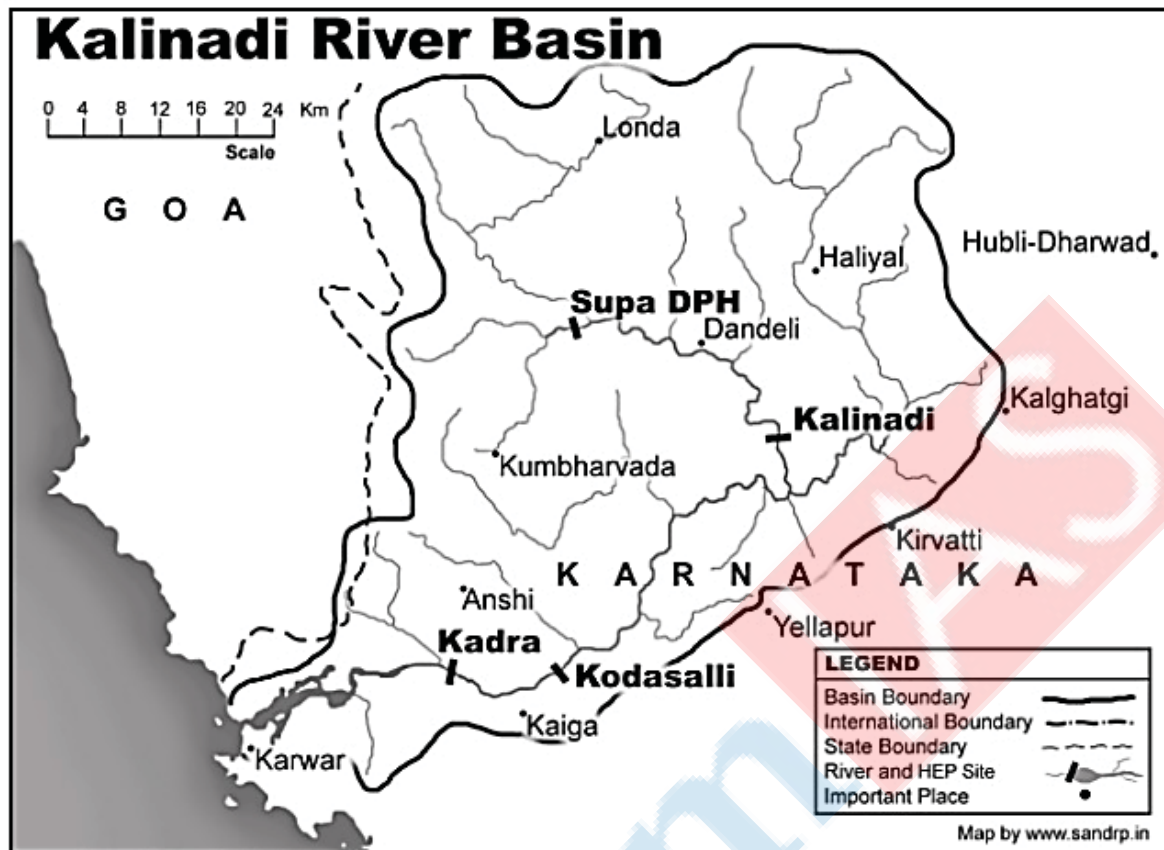 Kalinadi River Basin
0 4 8 12 16 20 24 Km
Scale
Londa
G O A
Hubli-Dharwad
Haliyal
Supa DPH
Dandeli
Kalghatgi
Kalinadi
Kumbharvada
Kirvatti
K A R N A T A K A
Anshi
Yellapur
Kadra
Kodasalli
Kaiga
Karwar
LEGEND
Basin Boundary
International Boundary
State Boundary
River and HEP Site
Important Place
Map by www.sandrp.in
IAS
m